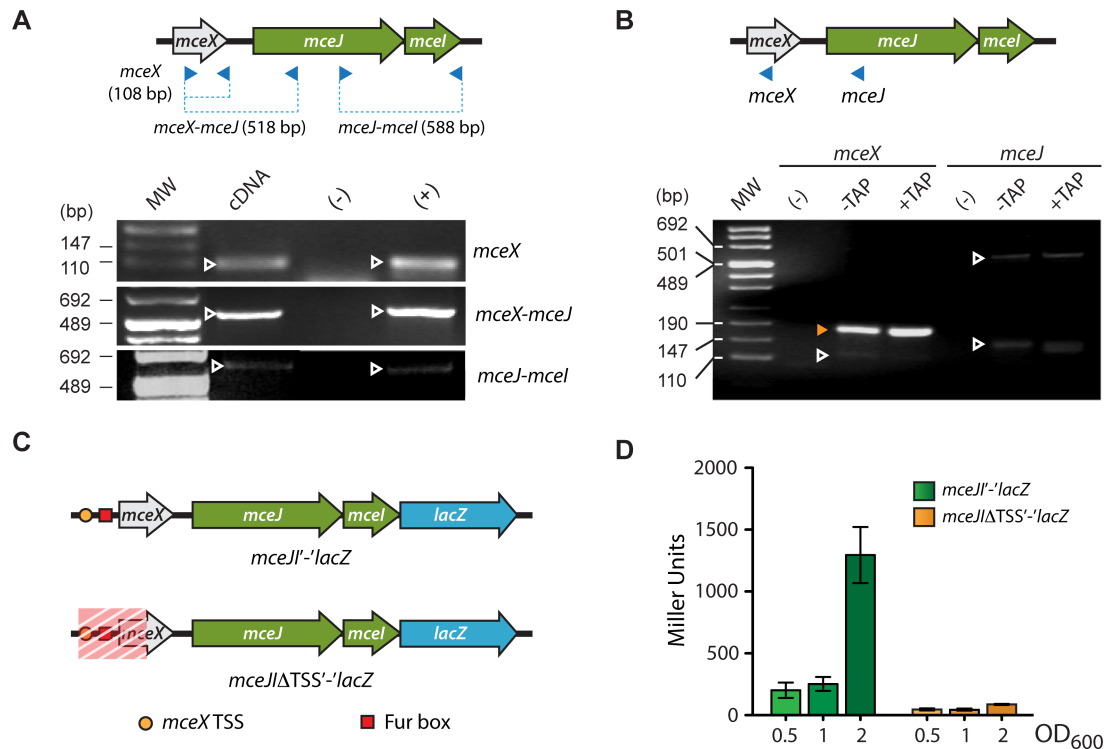 A
mceX
mceJ
mceI
mceX
(108 bp)
mceX-mceJ (518 bp)
mceJ-mceI (588 bp)
(bp)
MW
cDNA
(-)
(+)
147
110
mceX
692
489
mceX-mceJ
692
489
mceJ-mceI
B
mceX
mceJ
mceI
mceX
mceJ
mceX
mceJ
(bp)
MW
(-)
-TAP
+TAP
(-)
-TAP
+TAP
692
501
489
190
147
110
C
mceX
mceJ
mceI
lacZ
mceJI'-'lacZ
mceX
mceJ
mceI
lacZ
mceJIΔTSS'-'lacZ
mceX TSS
Fur box
D
2000
1500
1000
500
0
Miller Units
mceJI'-'lacZ
mceJIΔTSS'-'lacZ
0.5 1 2 0.5 1 2 OD600